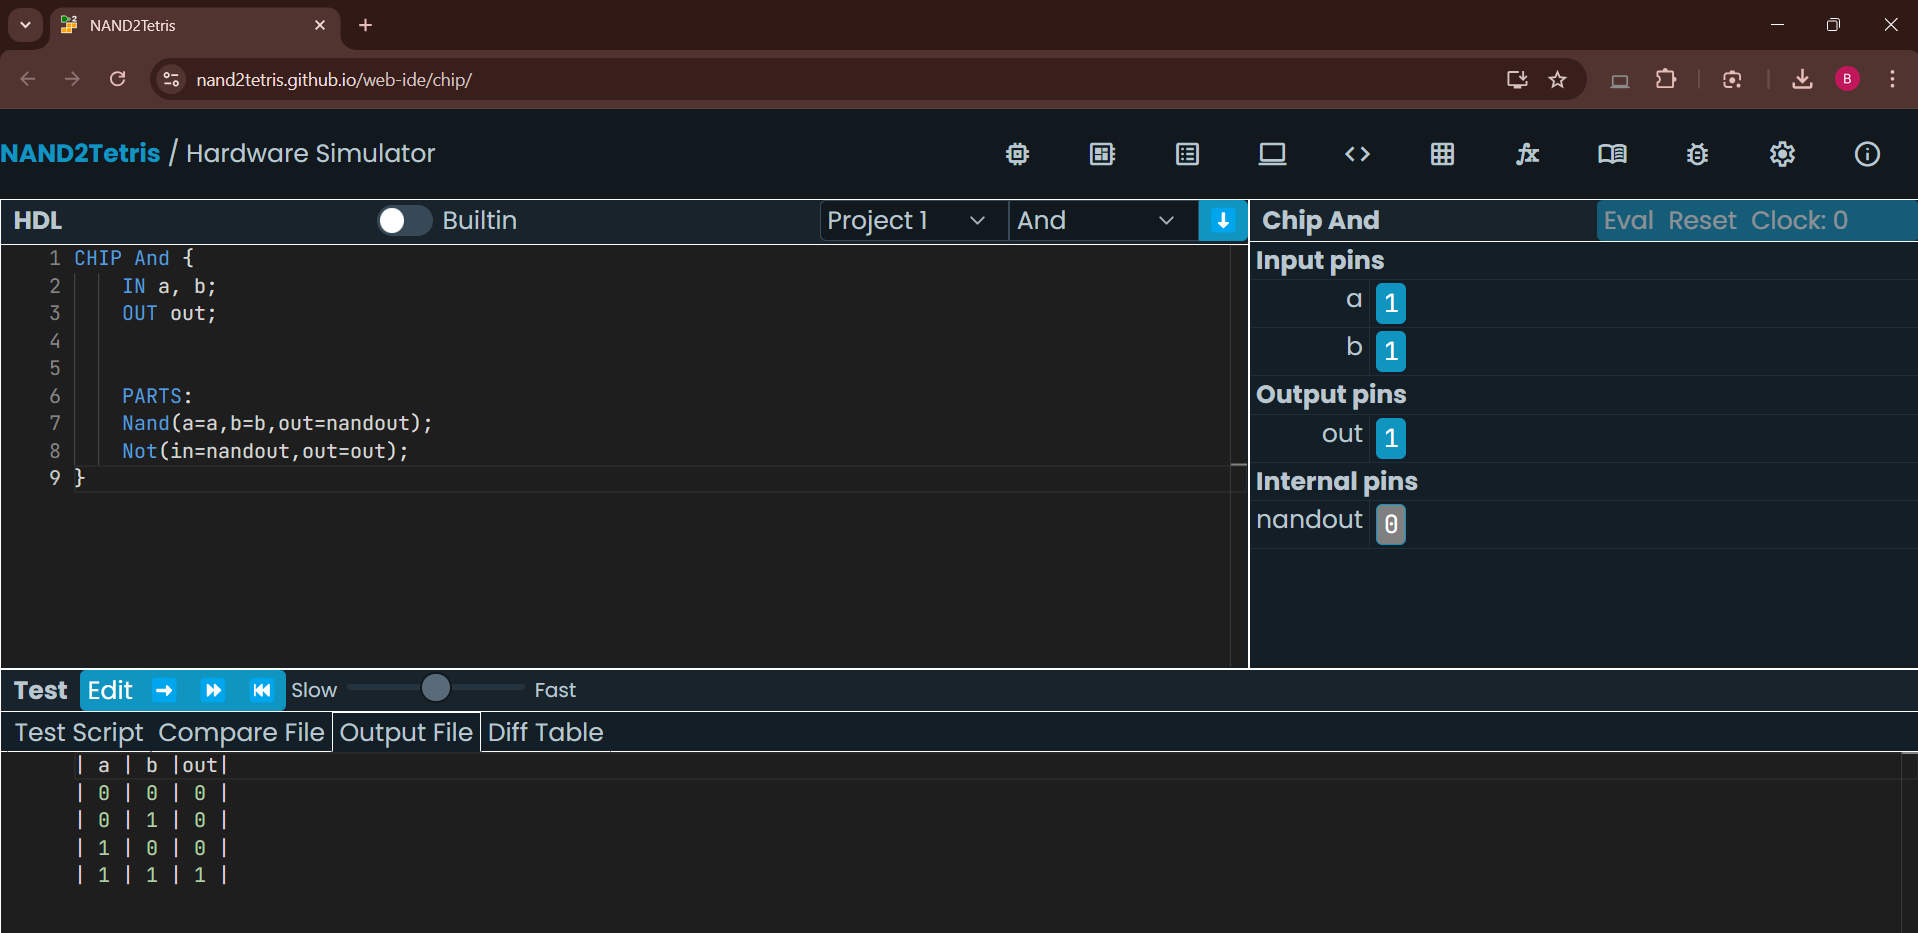 NAND2Tetris
nand2tetris.github.io/web-ide/chip/
B
NAND2Tetris / Hardware Simulator
HDL Builtin Project 1 And
Chip And Eval Reset Clock: 0
1 CHIP And {
2 IN a, b;
3 OUT out;
4
5
6 PARTS:
7 Nand(a=a,b=b,out=nandout);
8 Not(in=nandout,out=out);
9 }
Input pins
a 1
b 1
Output pins
out 1
Internal pins
nandout 0
Test Edit Slow Fast
Test Script Compare File Output File Diff Table
| a | b |out|
| 0 | 0 | 0 |
| 0 | 1 | 0 |
| 1 | 0 | 0 |
| 1 | 1 | 1 |